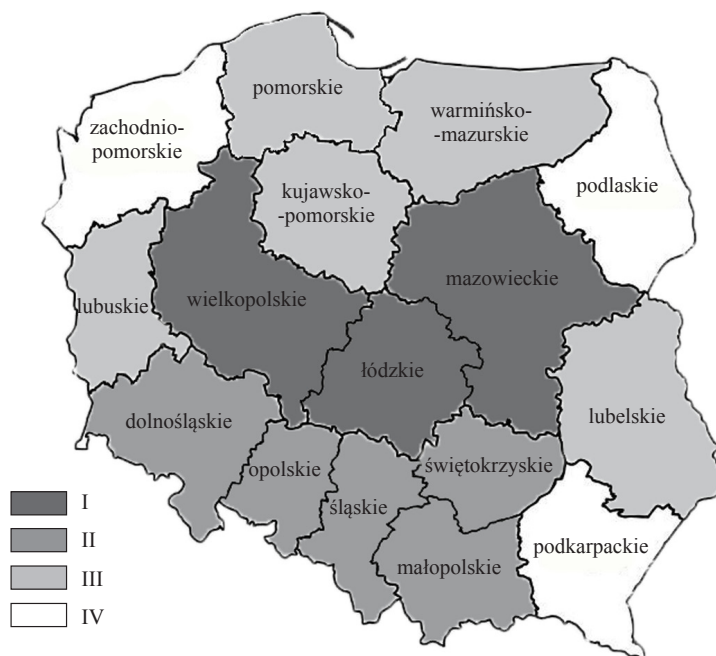 pomorskie
warmińsko-
-mazurskie
zachodnio-
pomorskie
podlaskie
kujawsko-
-pomorskie
mazowieckie
wielkopolskie
lubuskie
łódzkie
dolnośląskie
lubelskie
opolskie
świętokrzyskie
śląskie
podkarpackie
małopolskie
I
II
III
IV